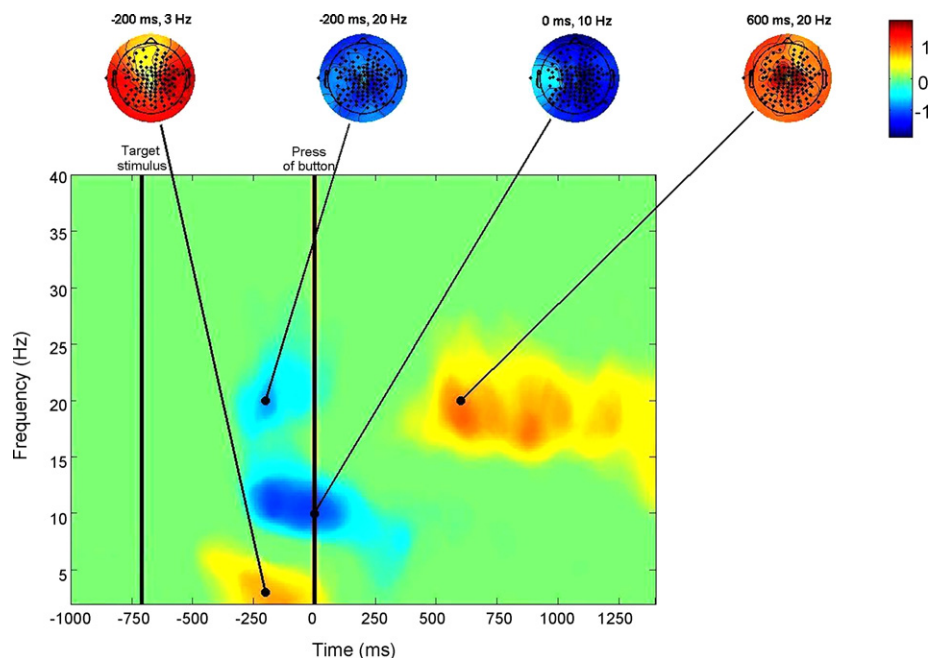 -200 ms, 3 Hz
-200 ms, 20 Hz
0 ms, 10 Hz
600 ms, 20 Hz
1
0
-1
Target
stimulus
Press
of button
40
35
30
25
20
15
10
5
Frequency (Hz)
-1000
-750
-500
-250
0
250
500
750
1000
1250
Time (ms)